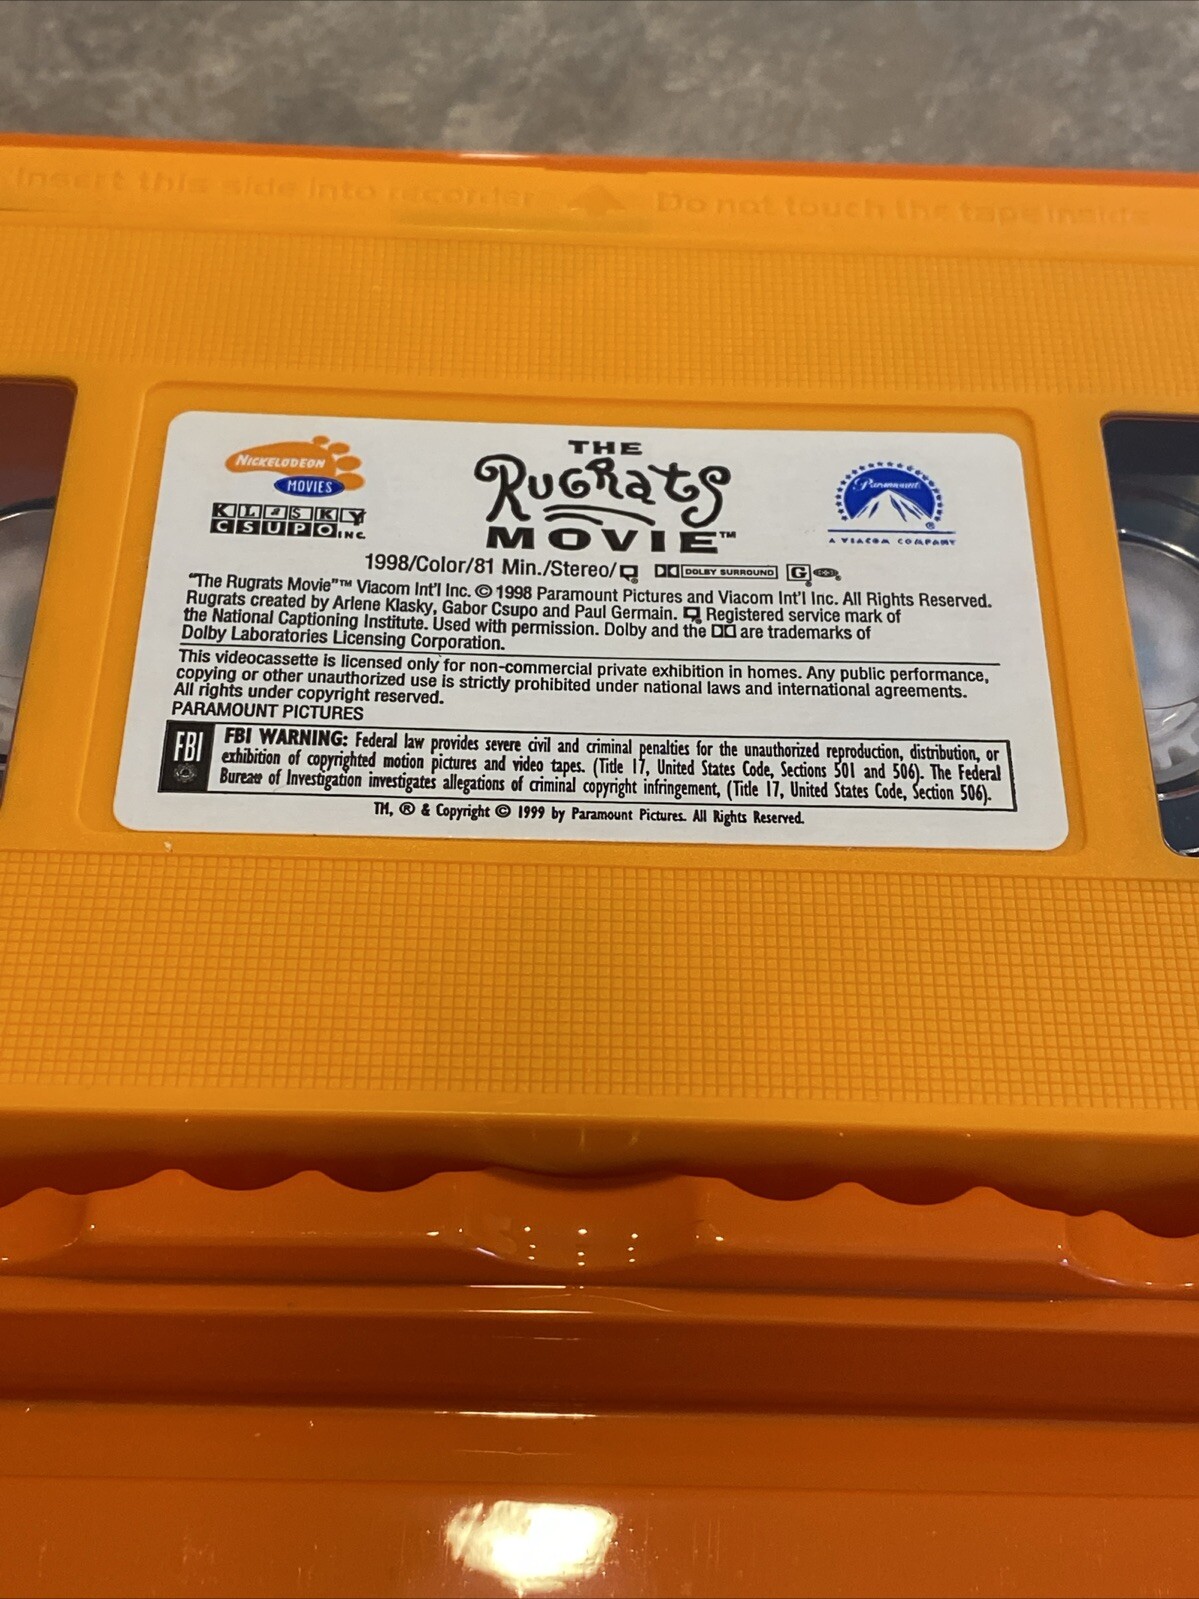 Insert this side into recorder Do not touch the tape inside
NICKELODEON
MOVIES
KLASKY
CSUPO INC.
THE
RUGRATS
MOVIE™
Paramount
®
A VIACOM COMPANY
1998/Color/81 Min./Stereo/ DOLBY SURROUND G ®
"The Rugrats Movie"™ Viacom Int'l Inc. © 1998 Paramount Pictures and Viacom Int'l Inc. All Rights Reserved.
Rugrats created by Arlene Klasky, Gabor Csupo and Paul Germain. Registered service mark of
the National Captioning Institute. Used with permission. Dolby and the are trademarks of
Dolby Laboratories Licensing Corporation.
This videocassette is licensed only for non-commercial private exhibition in homes. Any public performance,
copying or other unauthorized use is strictly prohibited under national laws and international agreements.
All rights under copyright reserved.
PARAMOUNT PICTURES
FBI
FBI WARNING: Federal law provides severe civil and criminal penalties for the unauthorized reproduction, distribution, or
exhibition of copyrighted motion pictures and video tapes. (Title 17, United States Code, Sections 501 and 506). The Federal
Bureau of Investigation investigates allegations of criminal copyright infringement, (Title 17, United States Code, Section 506).
TM, ® & Copyright © 1999 by Paramount Pictures. All Rights Reserved.